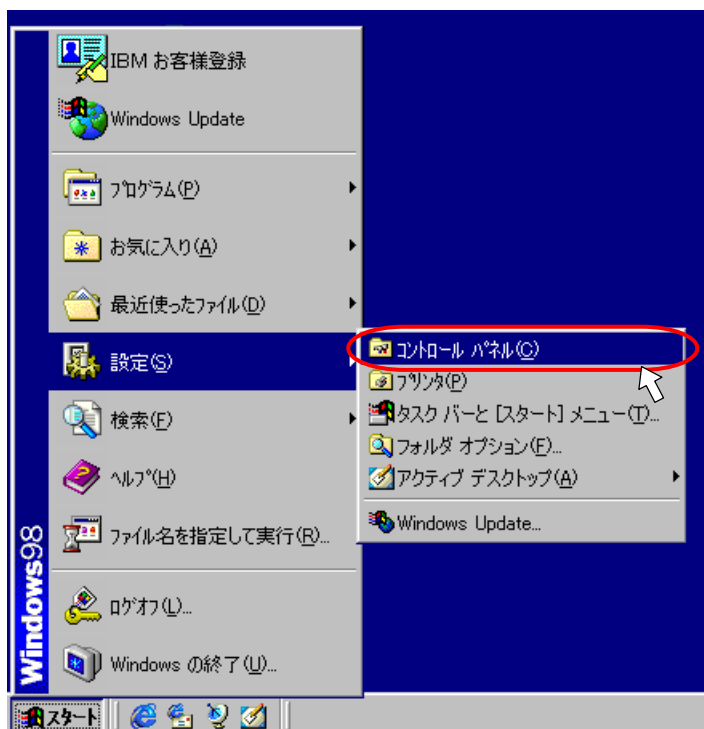 IBM お客様登録
Windows Update
ﾌﾟﾛｸﾞﾗﾑ(P)
お気に入り(A)
最近使ったﾌｧｲﾙ(D)
設定(S)
検索(F)
ﾍﾙﾌﾟ(H)
ファイル名を指定して実行(R)...
ﾛｸﾞｵﾌ(L)...
Windows の終了(U)...
Windows98
ｺﾝﾄﾛｰﾙ ﾊﾟﾈﾙ(C)
ﾌﾟﾘﾝﾀ(P)
タスク バーと [スタート] メニュー(T)...
フォルダ オプション(F)...
アクティブ デスクトップ(A)
Windows Update...
スタート